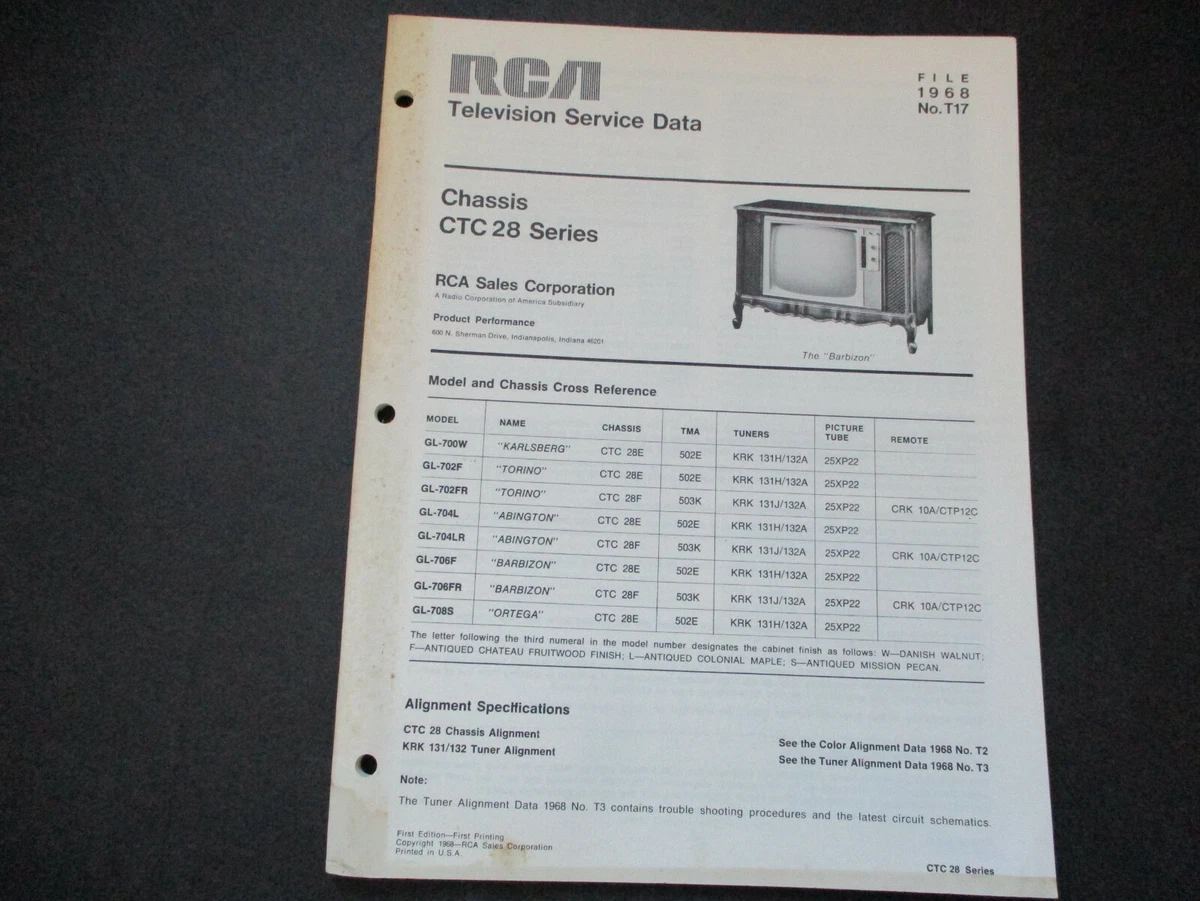 RCA
Television Service Data
FILE
1968
No. T17
Chassis
CTC 28 Series
RCA Sales Corporation
A Radio Corporation of America Subsidiary
Product Performance
600 N. Sherman Drive, Indianapolis, Indiana 46201
The "Barbizon"
Model and Chassis Cross Reference
MODEL NAME CHASSIS TMA TUNERS PICTURE TUBE REMOTE
GL-700W "KARLSBERG" CTC 28E 502E KRK 131H/132A 25XP22
GL-702F "TORINO" CTC 28E 502E KRK 131H/132A 25XP22
GL-702FR "TORINO" CTC 28F 503K KRK 131J/132A 25XP22 CRK 10A/CTP12C
GL-704L "ABINGTON" CTC 28E 502E KRK 131H/132A 25XP22
GL-704LR "ABINGTON" CTC 28F 503K KRK 131J/132A 25XP22 CRK 10A/CTP12C
GL-706F "BARBIZON" CTC 28E 502E KRK 131H/132A 25XP22
GL-706FR "BARBIZON" CTC 28F 503K KRK 131J/132A 25XP22 CRK 10A/CTP12C
GL-708S "ORTEGA" CTC 28E 502E KRK 131H/132A 25XP22
The letter following the third numeral in the model number designates the cabinet finish as follows: W—DANISH WALNUT;
F—ANTIQUED CHATEAU FRUITWOOD FINISH; L—ANTIQUED COLONIAL MAPLE; S—ANTIQUED MISSION PECAN.
Alignment Specifications
CTC 28 Chassis Alignment See the Color Alignment Data 1968 No. T2
KRK 131/132 Tuner Alignment See the Tuner Alignment Data 1968 No. T3
Note:
The Tuner Alignment Data 1968 No. T3 contains trouble shooting procedures and the latest circuit schematics.
First Edition—First Printing
Copyright 1968—RCA Sales Corporation
Printed in U.S.A.
CTC 28 Series